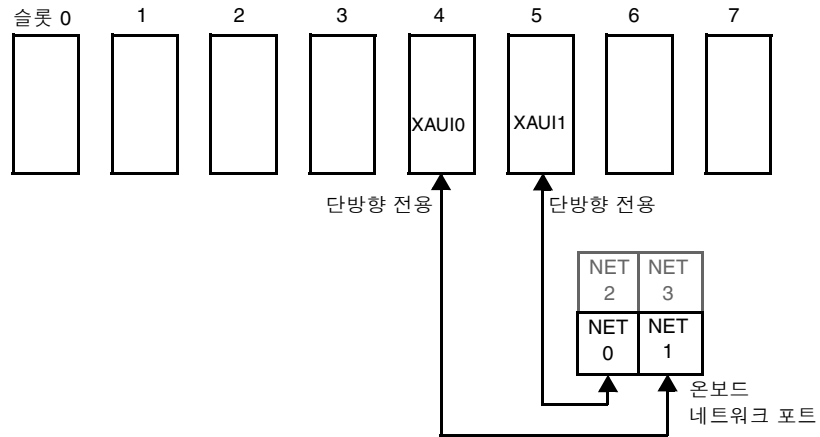 슬롯 0 1 2 3 4 5 6 7
XAUI0 XAUI1
단방향 전용 단방향 전용
NET NET
2 3
NET NET
0 1
온보드
네트워크 포트